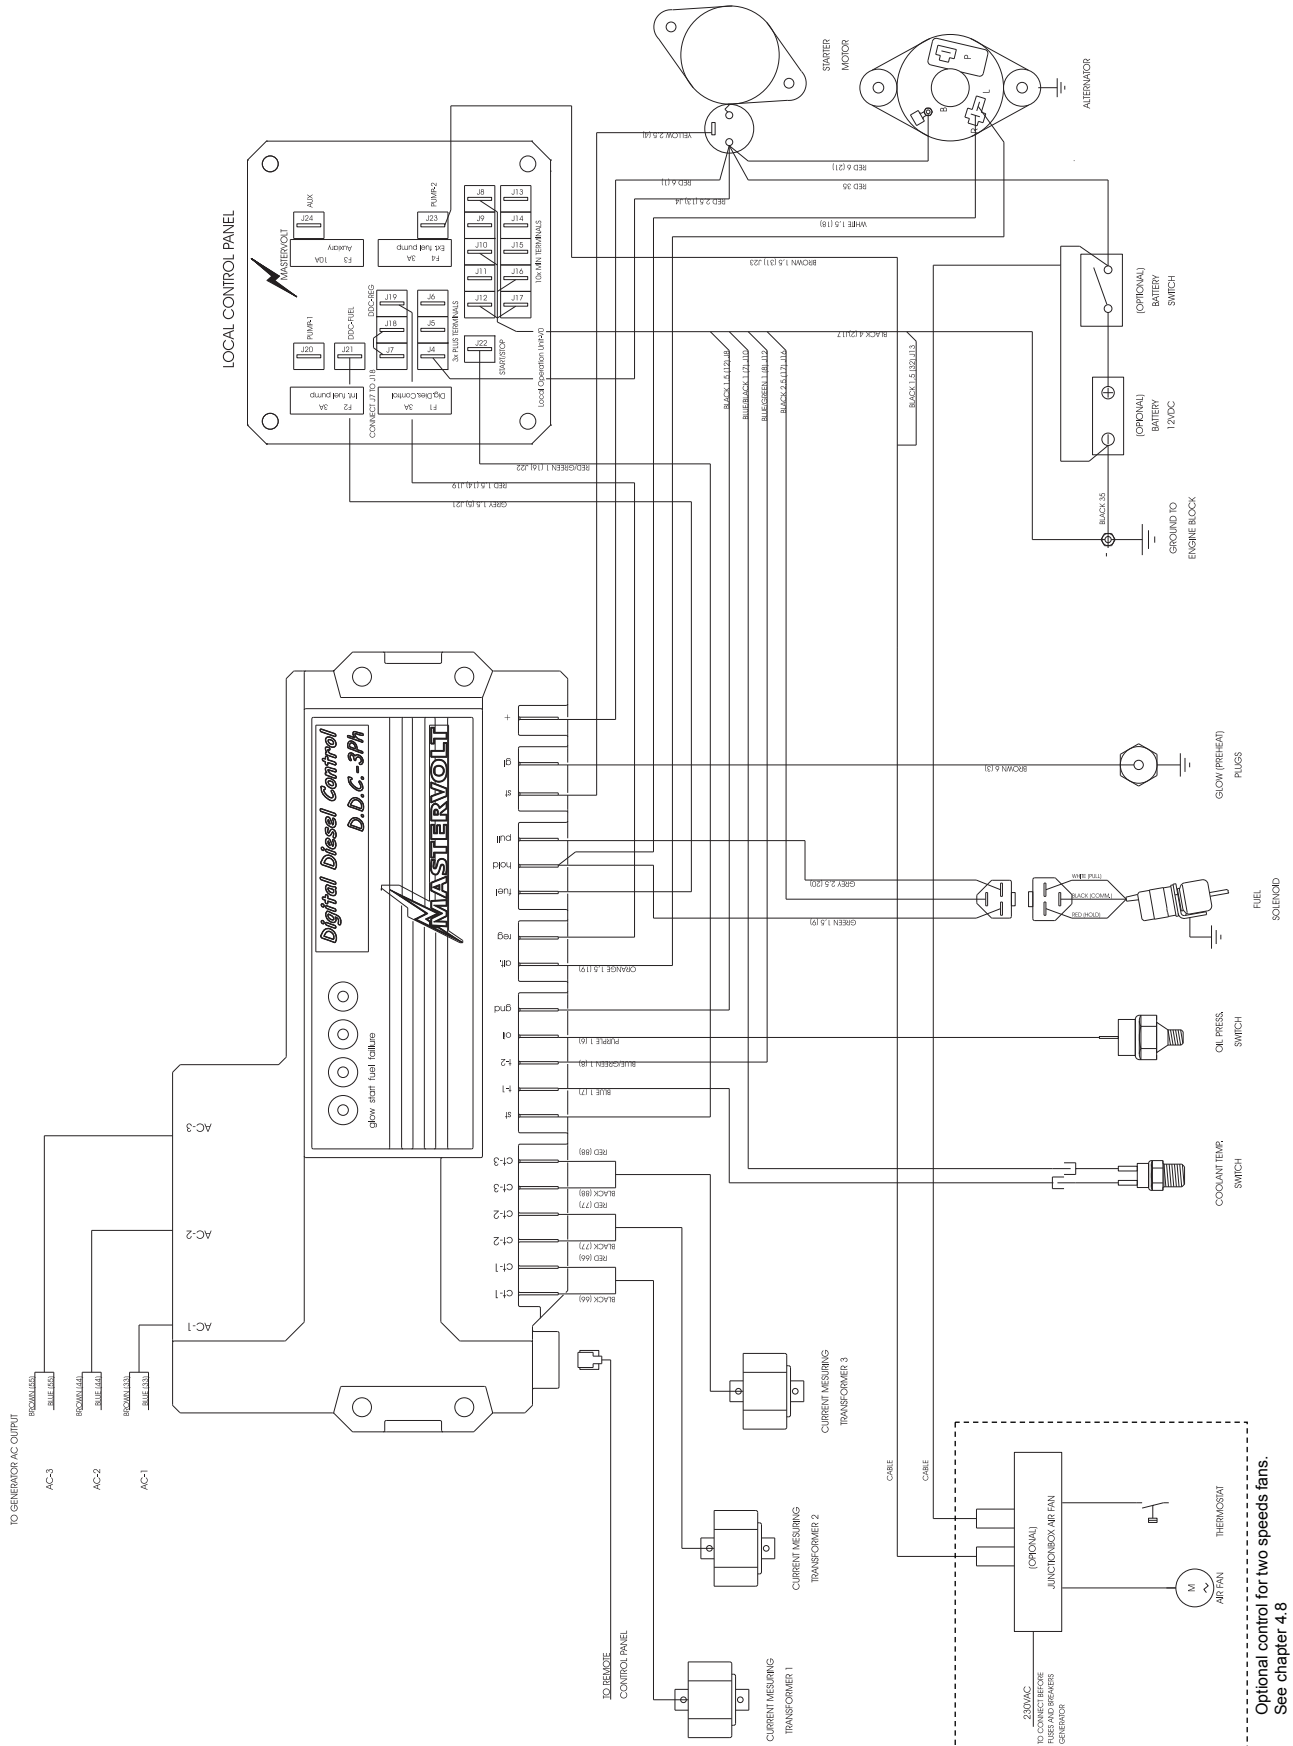 STARTER
MOTOR
ALTERNATOR
P
B
L
R
YELLOW 2.5 (4)
RED 6 (1)
RED 6 (21)
RED 35
RED 2.5 (13) J4
WHITE 1.5 (18)
BROWN 1.5 (31) J23
LOCAL CONTROL PANEL
MASTERVOLT
AUX
J24
F3 10A
Auxiary
PUMP-2
J23
F4 3A
Ext. fuel pump
J8
J9
J10
J11
J12
J13
J14
J15
J16
J17
10x MIN TERMINALS
PUMP-1
J20
DDC-FUEL
J21
DDC-REG
J19
J18
J7
J6
J5
J4
3x PLUS TERMINALS
J22
START/STOP
F2 3A
Int. fuel pump
CONNECT J7 TO J18
F1 3A
Dig.Dies.Control
Local Operation Unit-V0
RED/GREEN 1 (16) J22
RED 1.5 (14) J19
GREY 1.5 (5) J21
BLACK 4 (2)J17
BLACK 1.5 (12) J8
BLUE/BLACK 1 (7) J10
BLUE/GREEN 1 (8) J12
BLACK 2.5 (17) J16
BLACK 1.5 (32) J13
(OPTIONAL)
BATTERY
SWITCH
(OPIONAL)
BATTERY
12VDC
BLACK 35
-
GROUND TO
ENGINE BLOCK
Digital Diesel Control
D.D.C.-3Ph
MASTERVOLT
glow start fuel faillure
+
gl
st
pull
hold
fuel
reg
alt.
gnd
oil
t-2
t-1
st
ct-3
ct-3
ct-2
ct-2
ct-1
ct-1
AC-3
AC-2
AC-1
BROWN 6 (3)
GREY 2.5 (20)
GREEN 1.5 (9)
ORANGE 1.5 (19)
PURPLE 1 (6)
BLUE/GREEN 1 (8)
BLUE 1 (7)
RED (88)
BLACK (88)
RED (77)
BLACK (77)
RED (66)
BLACK (66)
GLOW (PREHEAT)
PLUGS
WHITE (PULL)
BLACK (COMM.)
RED (HOLD)
FUEL
SOLENOID
OIL PRESS.
SWITCH
COOLANT TEMP.
SWITCH
TO GENERATOR AC OUTPUT
BROWN (55)
BLUE (55)
BROWN (44)
BLUE (44)
BROWN (33)
BLUE (33)
AC-3
AC-2
AC-1
CURRENT MESURING
TRANSFORMER 3
CURRENT MESURING
TRANSFORMER 2
CURRENT MESURING
TRANSFORMER 1
TO REMOTE
CONTROL PANEL
CABLE
CABLE
(OPIONAL)
JUNCTIONBOX AIR FAN
THERMOSTAT
M
AIR FAN
230VAC
TO CONNECT BEFORE
FUSES AND BREAKERS
GENERATOR
Optional control for two speeds fans.
See chapter 4.8